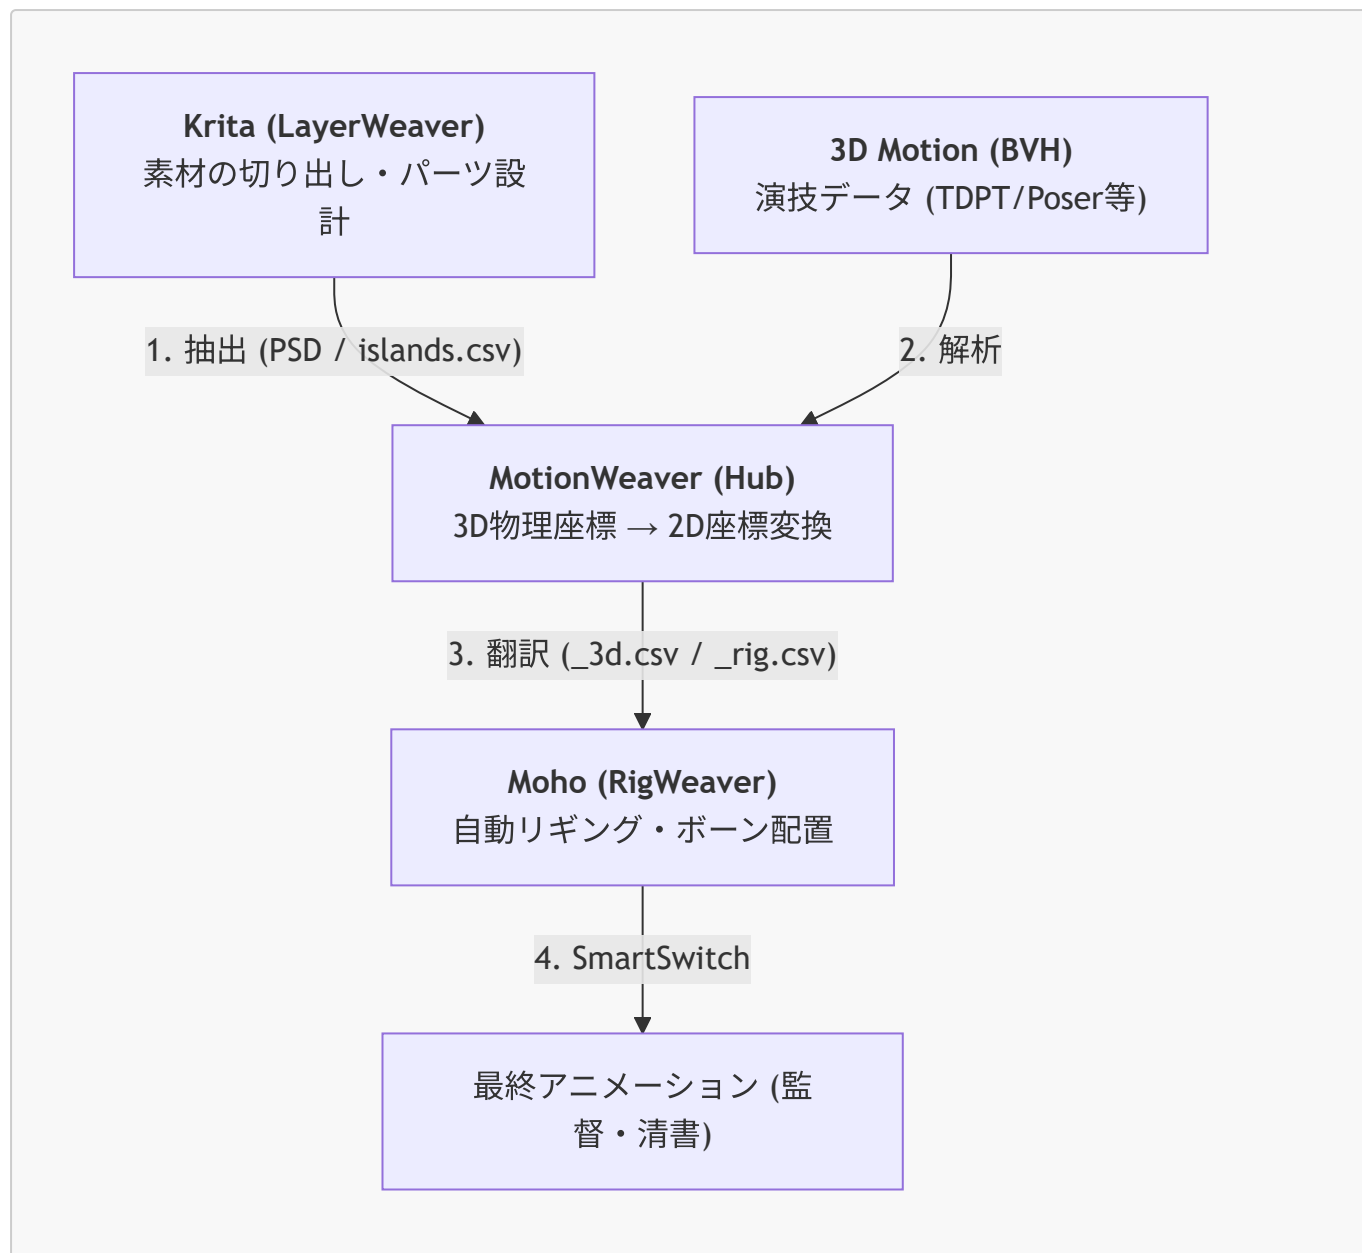 Krita (LayerWeaver)
素材の切り出し・パーツ設
計
3D Motion (BVH)
演技データ (TDPT/Poser等)
1. 抽出 (PSD / islands.csv)
2. 解析
MotionWeaver (Hub)
3D物理座標 → 2D座標変換
3. 翻訳 (_3d.csv / _rig.csv)
Moho (RigWeaver)
自動リギング・ボーン配置
4. SmartSwitch
最終アニメーション (監
督・清書)